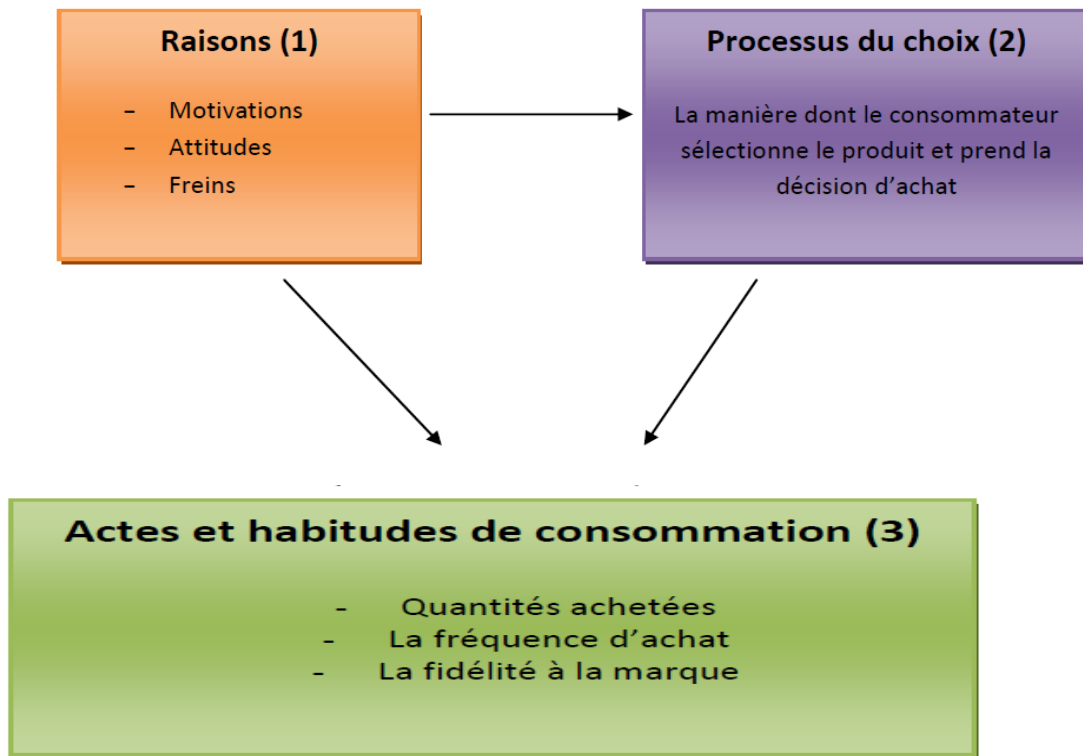 Raisons (1)
- Motivations
- Attitudes
- Freins
Processus du choix (2)
La manière dont le consommateur
sélectionne le produit et prend la
décision d’achat
Actes et habitudes de consommation (3)
- Quantités achetées
- La fréquence d’achat
- La fidélité à la marque